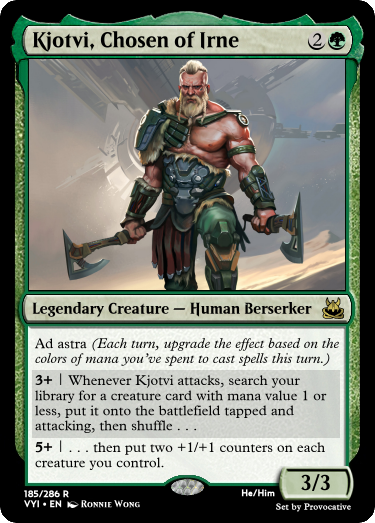 Kjotvi, Chosen of Irne 2
Legendary Creature — Human Berserker
Ad astra (Each turn, upgrade the effect based on the
colors of mana you've spent to cast spells this turn.)
3+ | Whenever Kjotvi attacks, search your
library for a creature card with mana value 1 or
less, put it onto the battlefield tapped and
attacking, then shuffle . . .
5+ | . . . then put two +1/+1 counters on each
creature you control.
3/3
185/286 R
VYI • EN Ronnie Wong
He/Him
Set by Provocative